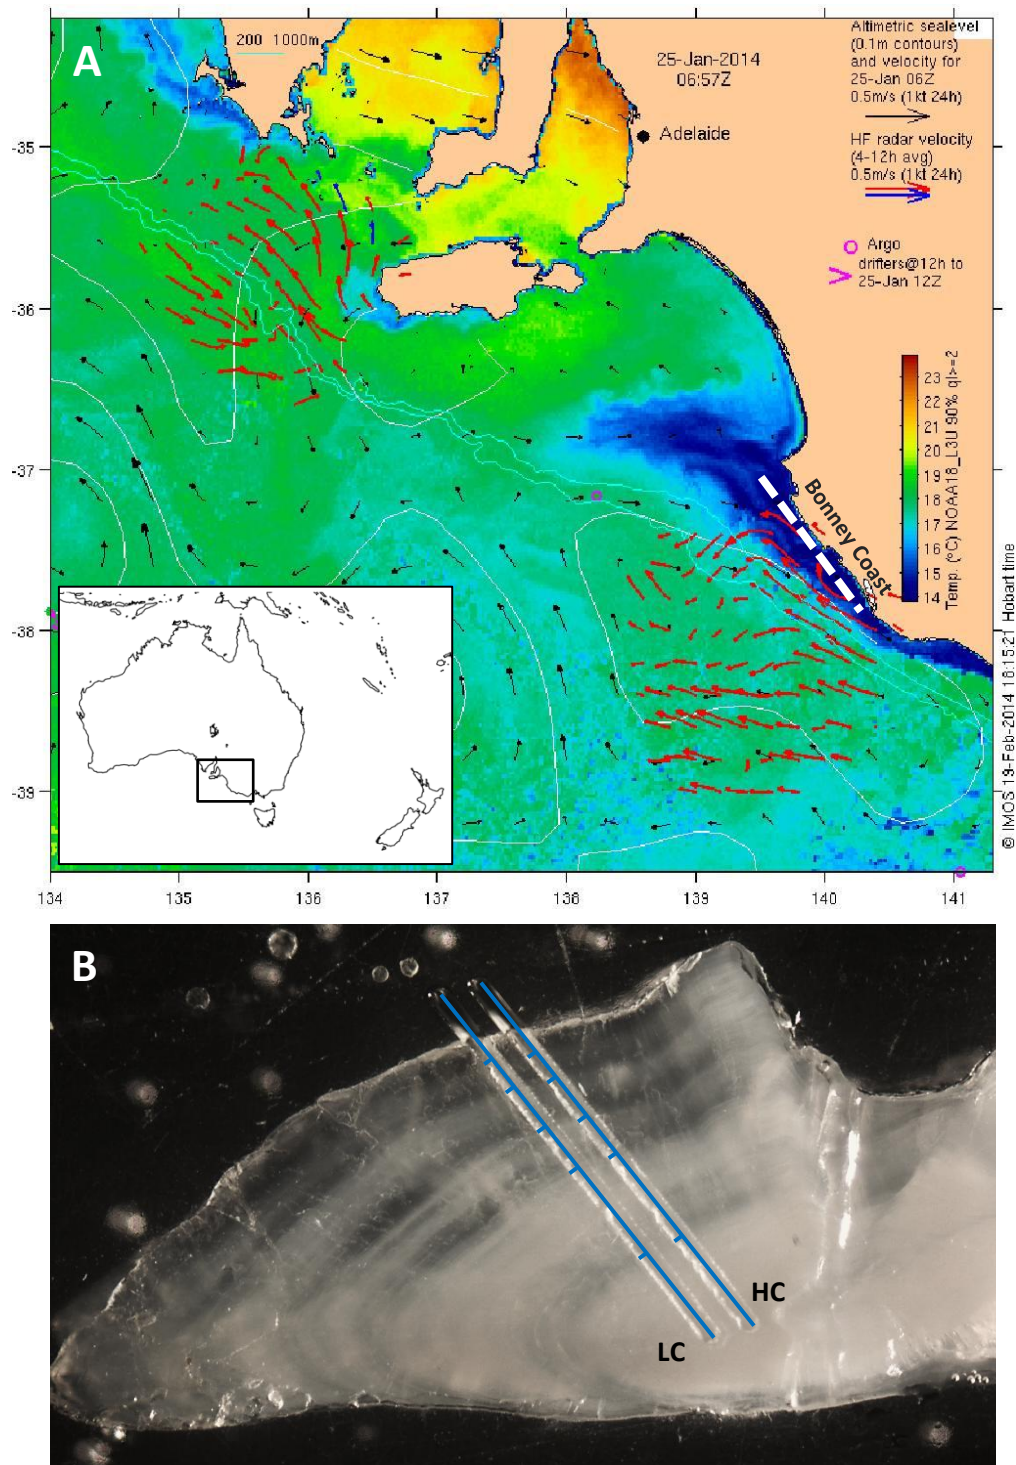 A
200 1000m
25-Jan-2014
06:57Z
Altimetric sealevel
(0.1m contours)
and velocity for
25-Jan 06Z
0.5m/s (1kt 24h)
HF radar velocity
(4-12h avg)
0.5m/s (1kt 24h)
Adelaide
Argo
drifters@12h to
25-Jan 12Z
-35
-36
-37
-38
-39
23
22
21
20
19
18
17
16
15
14
Temp. (°C) NOAA18_L3U 90% ql>=2
Bonney Coast
© IMOS 19-Feb-2014 18:15:21 Hobart time
134
135
136
137
138
139
140
141
B
HC
LC